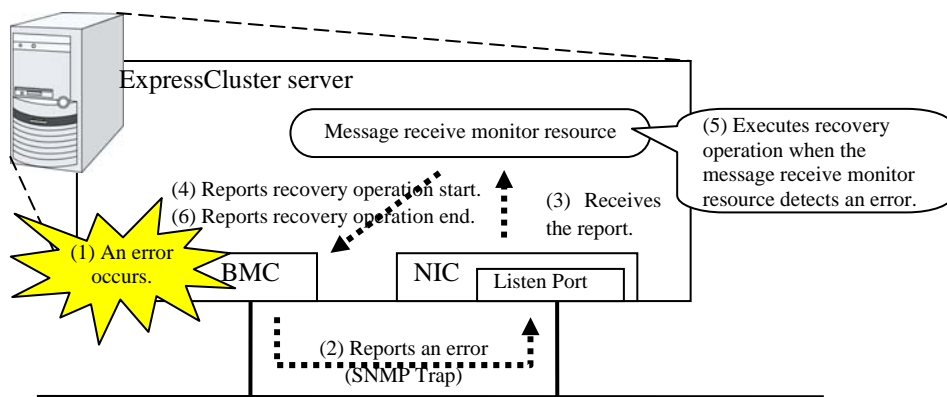 ExpressCluster server
Message receive monitor resource
(5) Executes recovery
operation when the
message receive monitor
resource detects an error.
(4) Reports recovery operation start.
(6) Reports recovery operation end.
(3) Receives
the report.
(1) An error
occurs.
BMC
NIC
Listen Port
(2) Reports an error
(SNMP Trap)